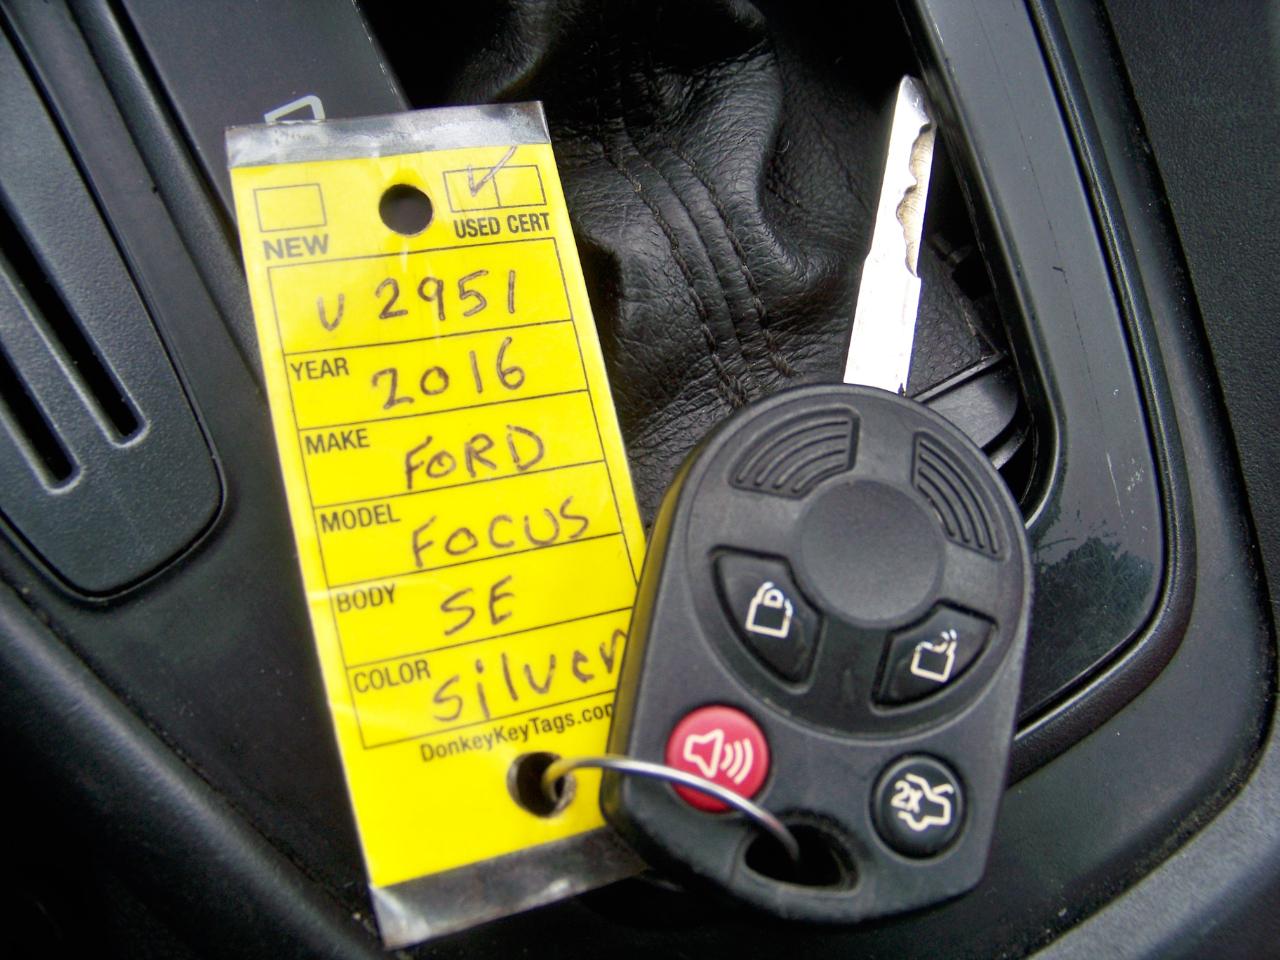 NEW
USED CERT
U 2951
YEAR 2016
MAKE FORD
MODEL FOCUS
BODY SE
COLOR Silver
DonkeyKeyTags.com
2x